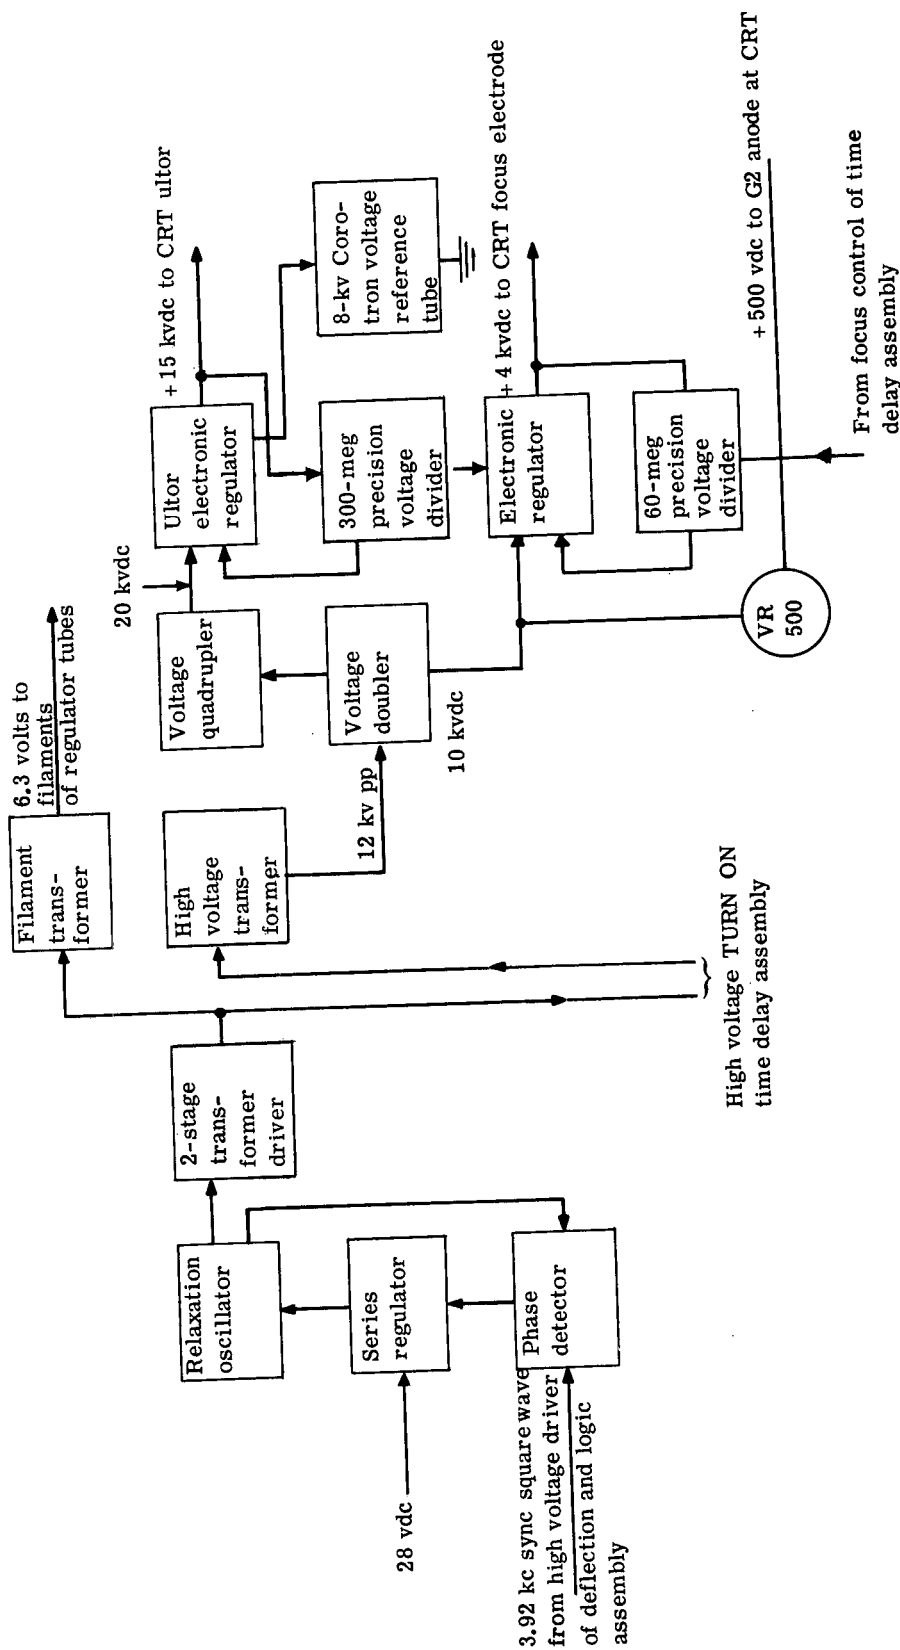 3.92 kc sync square wave
from high voltage driver
of deflection and logic
assembly
28 vdc
Phase
detector
Series
regulator
Relaxation
oscillator
2-stage
trans-
former
driver
High voltage TURN ON
time delay assembly
Filament
trans-
former
6.3 volts to
filaments
of regulator tubes
High
voltage
trans-
former
12 kv pp
Voltage
doubler
10 kvdc
Voltage
quadrupler
20 kvdc
Ultor
electronic
regulator
+15 kvdc to CRT ultor
300-meg
precision
voltage
divider
8-kv Coro-
tron voltage
reference
tube
Electronic
regulator
+4 kvdc to CRT focus electrode
60-meg
precision
voltage
divider
VR
500
+500 vdc to G2 anode at CRT
From focus control of time
delay assembly